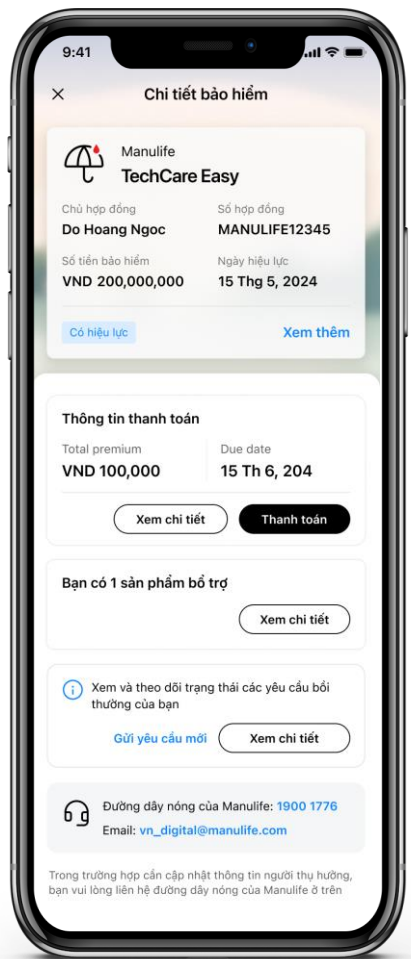 9:41
Chi tiết bảo hiểm
Manulife
TechCare Easy
Chủ hợp đồng
Số hợp đồng
Do Hoang Ngoc
MANULIFE12345
Số tiền bảo hiểm
Ngày hiệu lực
VND 200,000,000
15 Thg 5, 2024
Có hiệu lực
Xem thêm
Thông tin thanh toán
Total premium
Due date
VND 100,000
15 Th 6, 204
Xem chi tiết
Thanh toán
Bạn có 1 sản phẩm bổ trợ
Xem chi tiết
Xem và theo dõi trạng thái các yêu cầu bồi
thường của bạn
Gửi yêu cầu mới
Xem chi tiết
Đường dây nóng của Manulife: 1900 1776
Email: vn_digital@manulife.com
Trong trường hợp cần cập nhật thông tin người thụ hưởng,
bạn vui lòng liên hệ đường dây nóng của Manulife ở trên